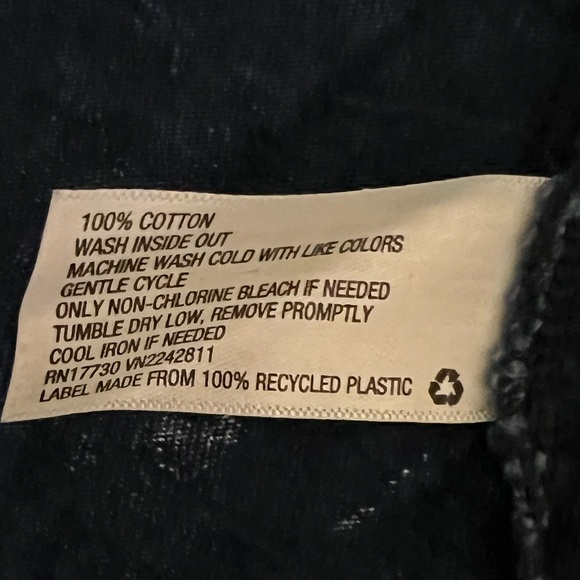 100% COTTON
WASH INSIDE OUT
MACHINE WASH COLD WITH LIKE COLORS
GENTLE CYCLE
ONLY NON-CHLORINE BLEACH IF NEEDED
TUMBLE DRY LOW, REMOVE PROMPTLY
COOL IRON IF NEEDED
RN17730 VN2242811
LABEL MADE FROM 100% RECYCLED PLASTIC